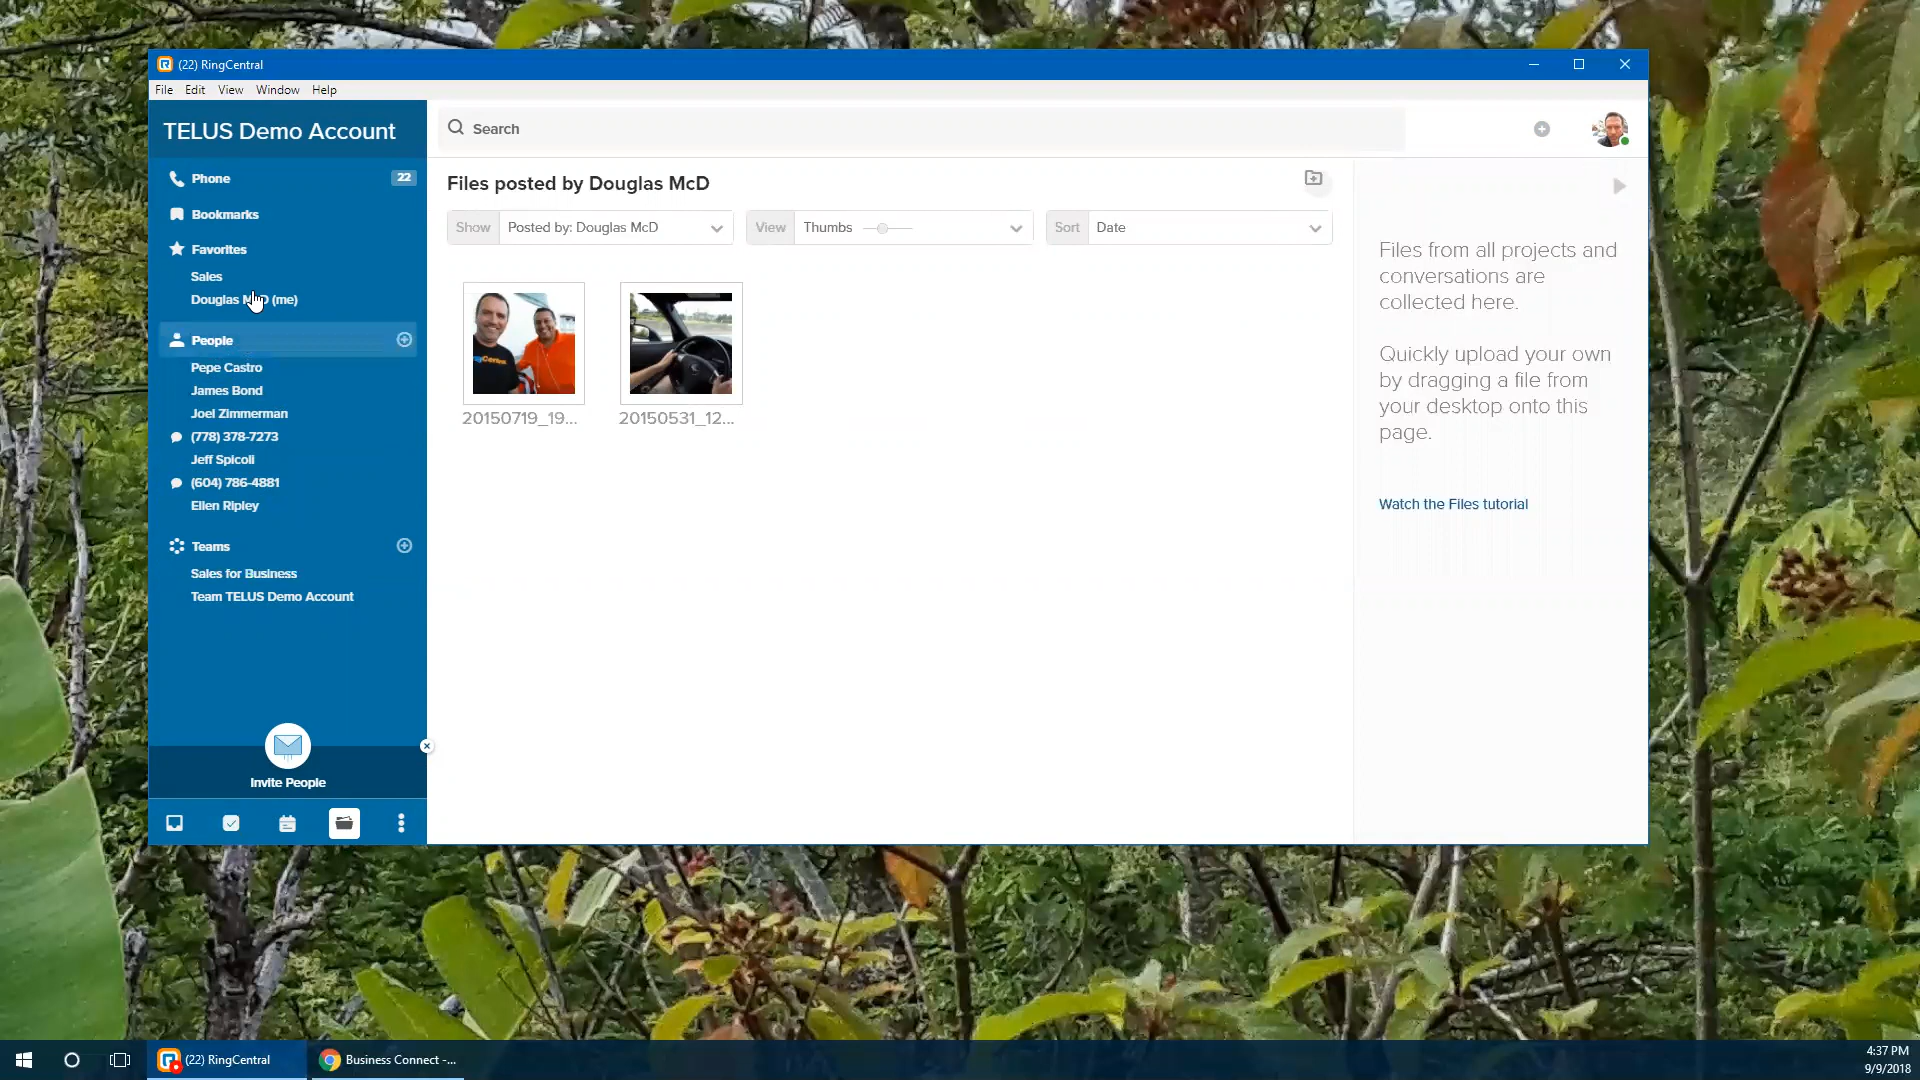 (22) RingCentral
File Edit View Window Help
TELUS Demo Account
Search
Phone 22
Bookmarks
Favorites
Sales
Douglas McD (me)
People
Pepe Castro
James Bond
Joel Zimmerman
(778) 378-7273
Jeff Spicoli
(604) 786-4881
Ellen Ripley
Teams
Sales for Business
Team TELUS Demo Account
Invite People
Files posted by Douglas McD
Show Posted by: Douglas McD
View Thumbs
Sort Date
20150719_19...
20150531_12...
Files from all projects and
conversations are
collected here.
Quickly upload your own
by dragging a file from
your desktop onto this
page.
Watch the Files tutorial
(22) RingCentral
Business Connect -...
4:37 PM
9/9/2018